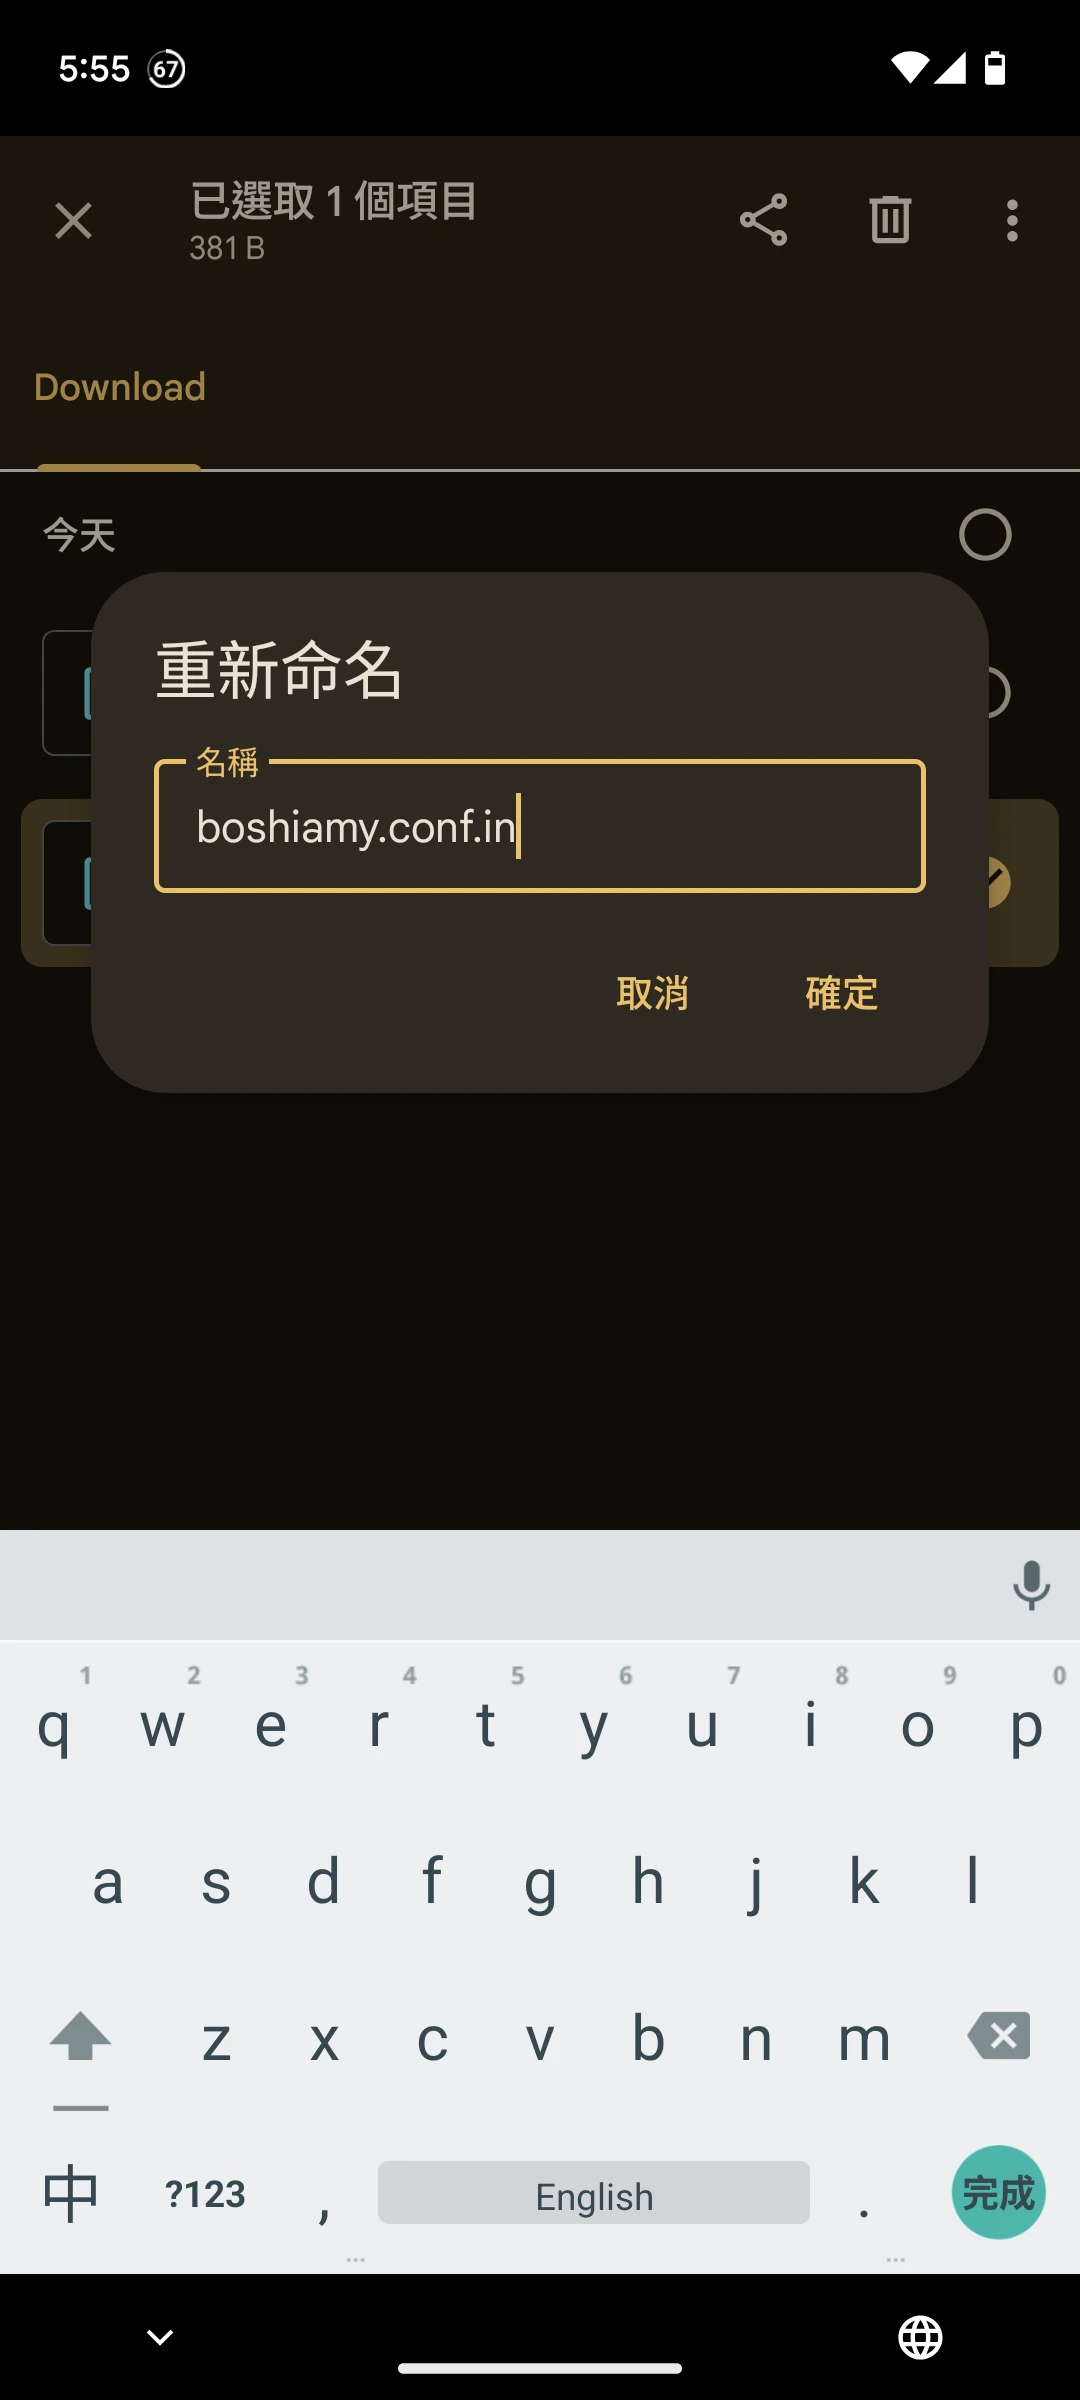 5:55 67
已選取 1 個項目
381 B
Download
今天
重新命名
名稱
boshiamy.conf.in
取消 確定
1 2 3 4 5 6 7 8 9 0
q w e r t y u i o p
a s d f g h j k l
z x c v b n m
中 ?123 , English . 完成
... ...